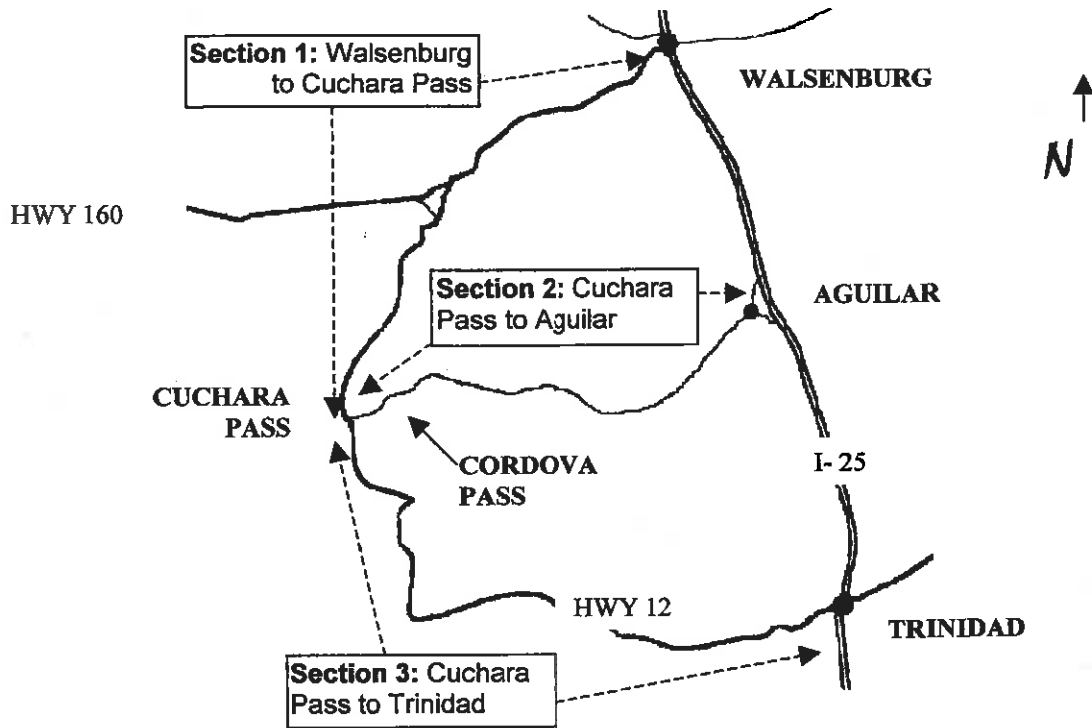 Section 1: Walsenburg
to Cuchara Pass
WALSENBURG
N
HWY 160
Section 2: Cuchara
Pass to Aguilar
AGUILAR
CUCHARA
PASS
CORDOVA
PASS
I- 25
HWY 12
TRINIDAD
Section 3: Cuchara
Pass to Trinidad